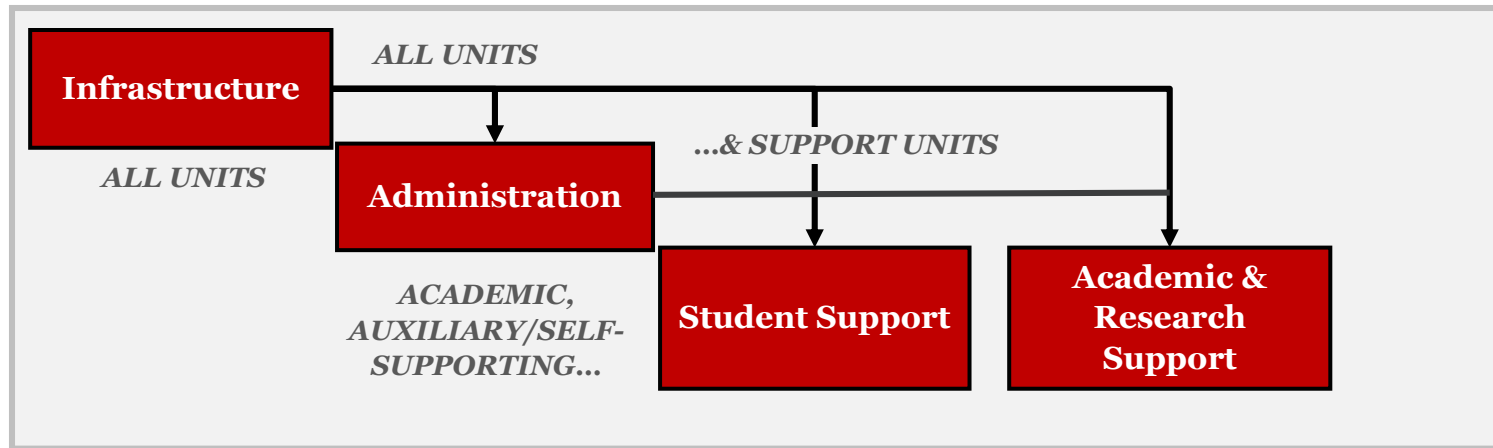 ALL UNITS
Infrastructure
...& SUPPORT UNITS
ALL UNITS
Administration
ACADEMIC,
AUXILIARY/SELF-
SUPPORTING...
Student Support
Academic &
Research
Support